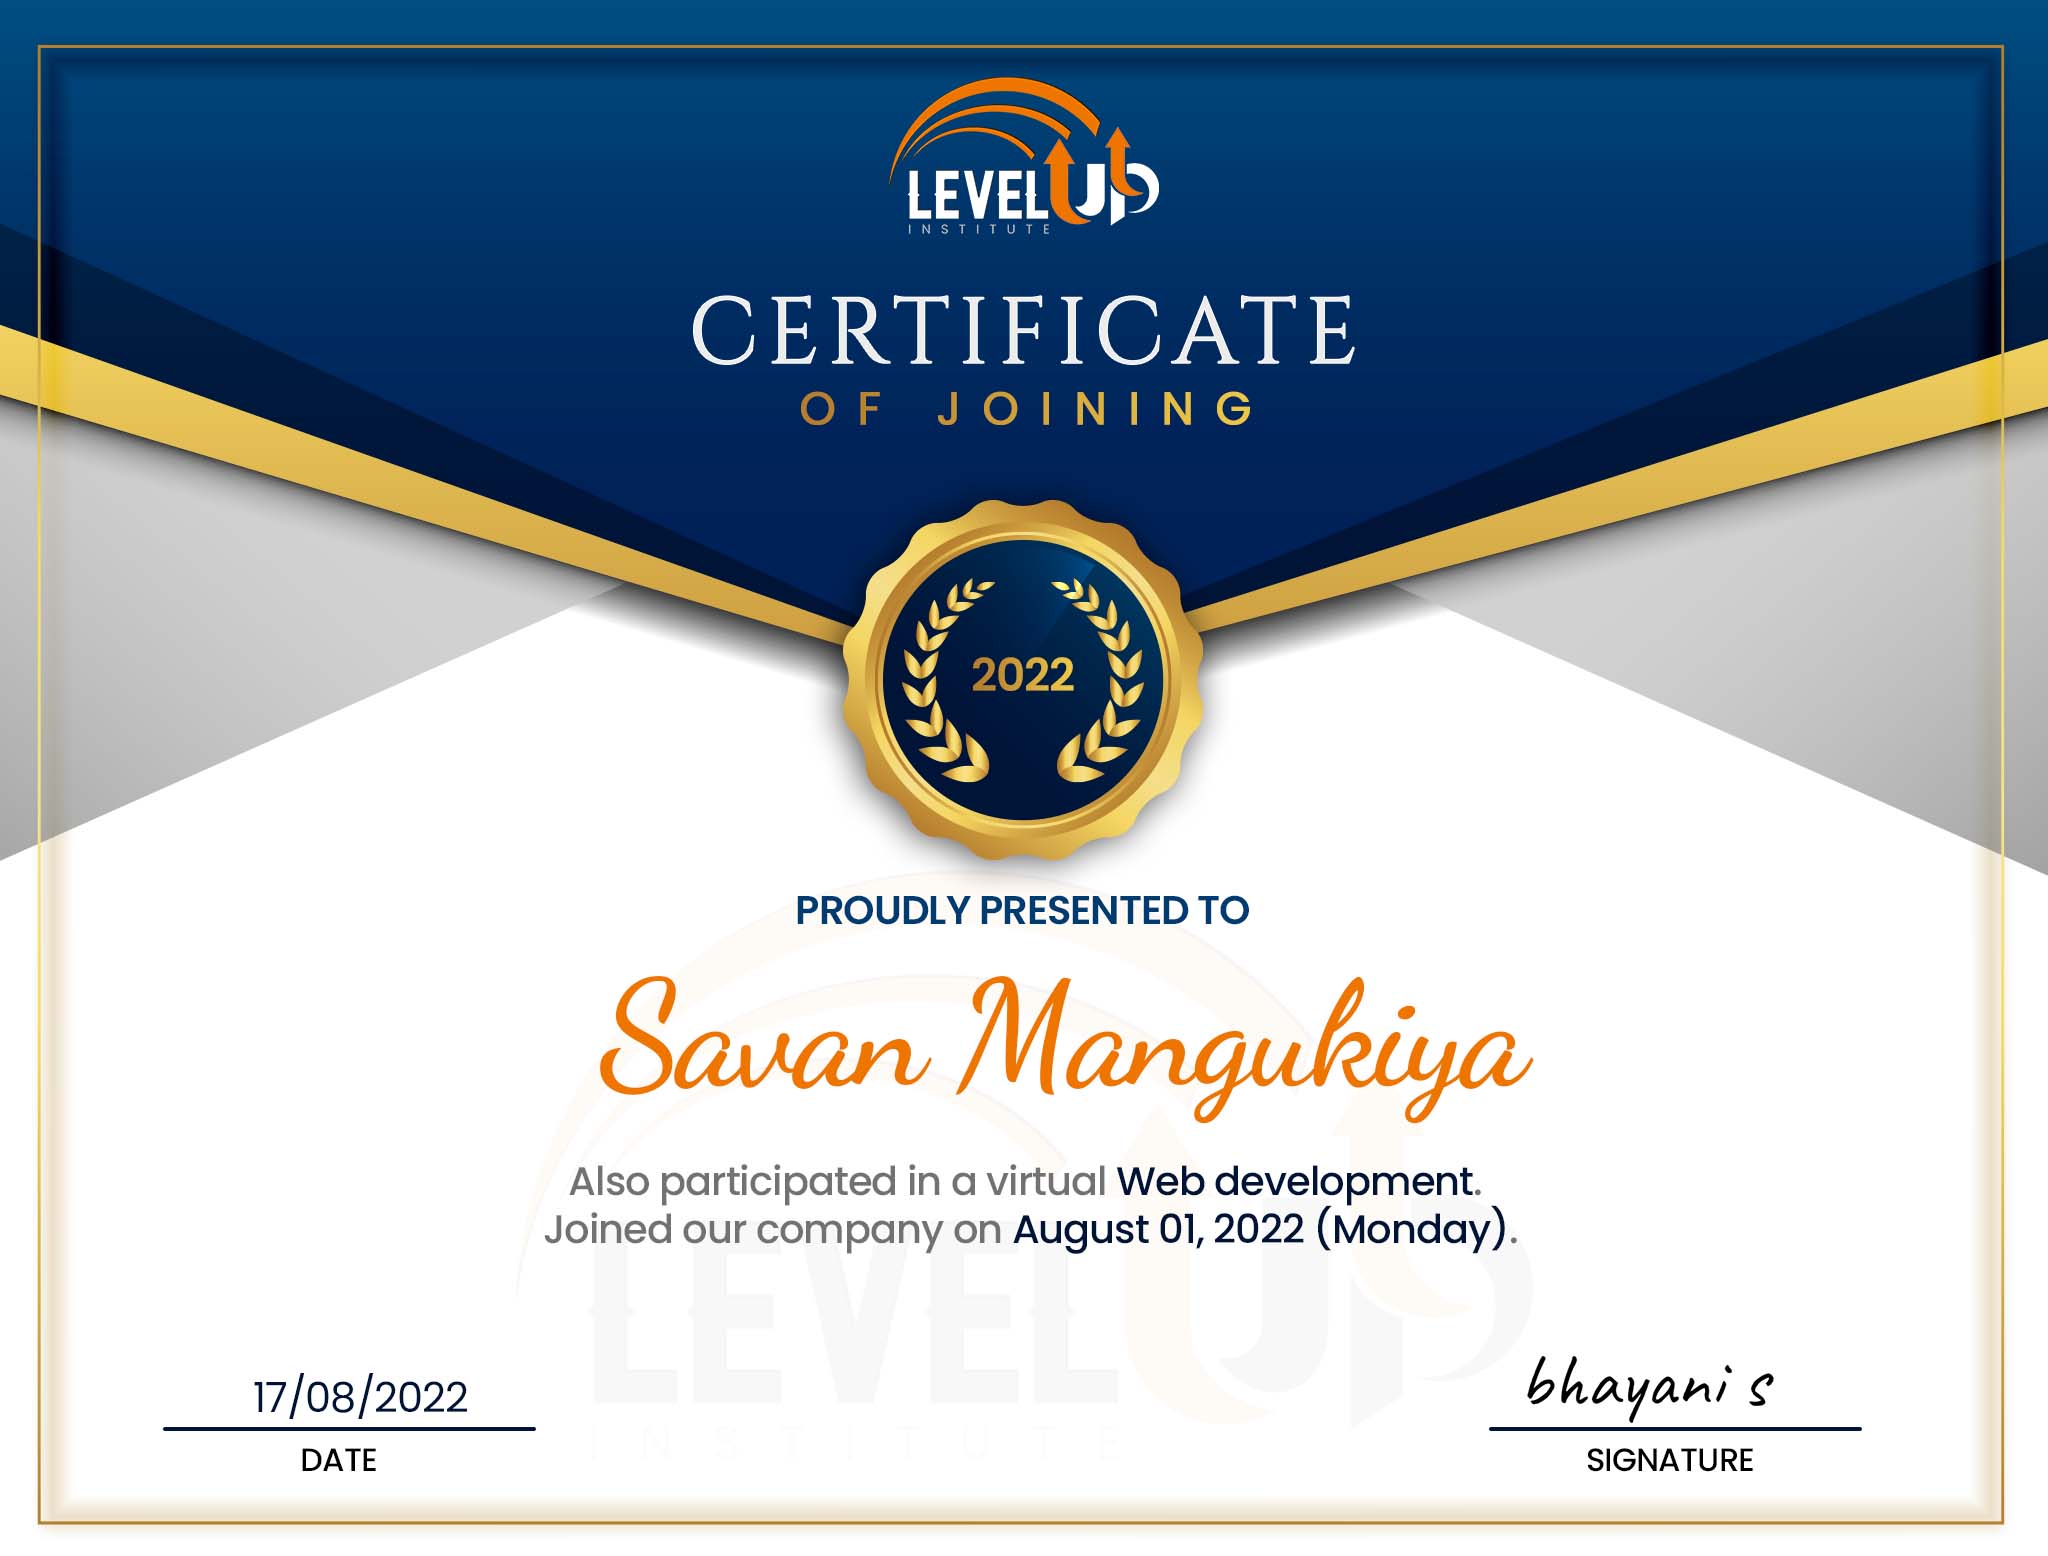 LEVEL UP
INSTITUTE
CERTIFICATE
OF JOINING
2022
PROUDLY PRESENTED TO
Savan Mangukiya
Also participated in a virtual Web development.
Joined our company on August 01, 2022 (Monday).
LEVEL UP
INSTITUTE
17/08/2022
DATE
bhayani s
SIGNATURE